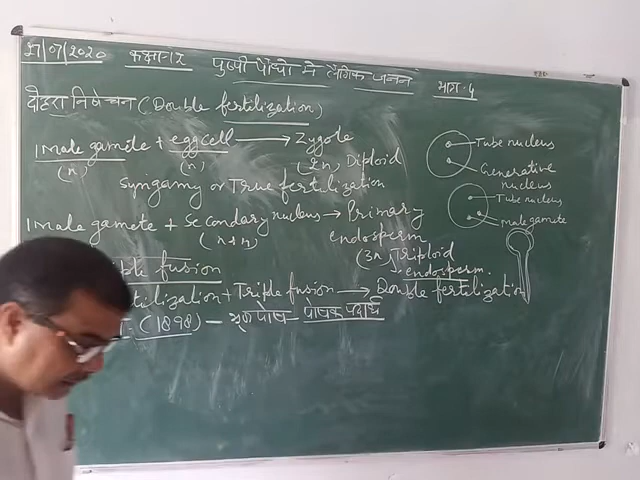 27/07/2020 कक्षा-12 पुष्पी पौधों में लैंगिक जनन भाग-4
दोहरा निषेचन (Double fertilization)
1 Male gamete + egg cell → Zygote
(n) (n) (2n) Diploid
Syngamy or True fertilization
1 Male gamete + Secondary nucleus → Primary
(n+n) endosperm
(3n) Triploid
endosperm.
ble fusion
tilization + Triple fusion → Double fertilization
(1898) - भ्रूणपोष - पोषक पदार्थ
Tube nucleus
Generative
nucleus
Tube nucleus
male gamete